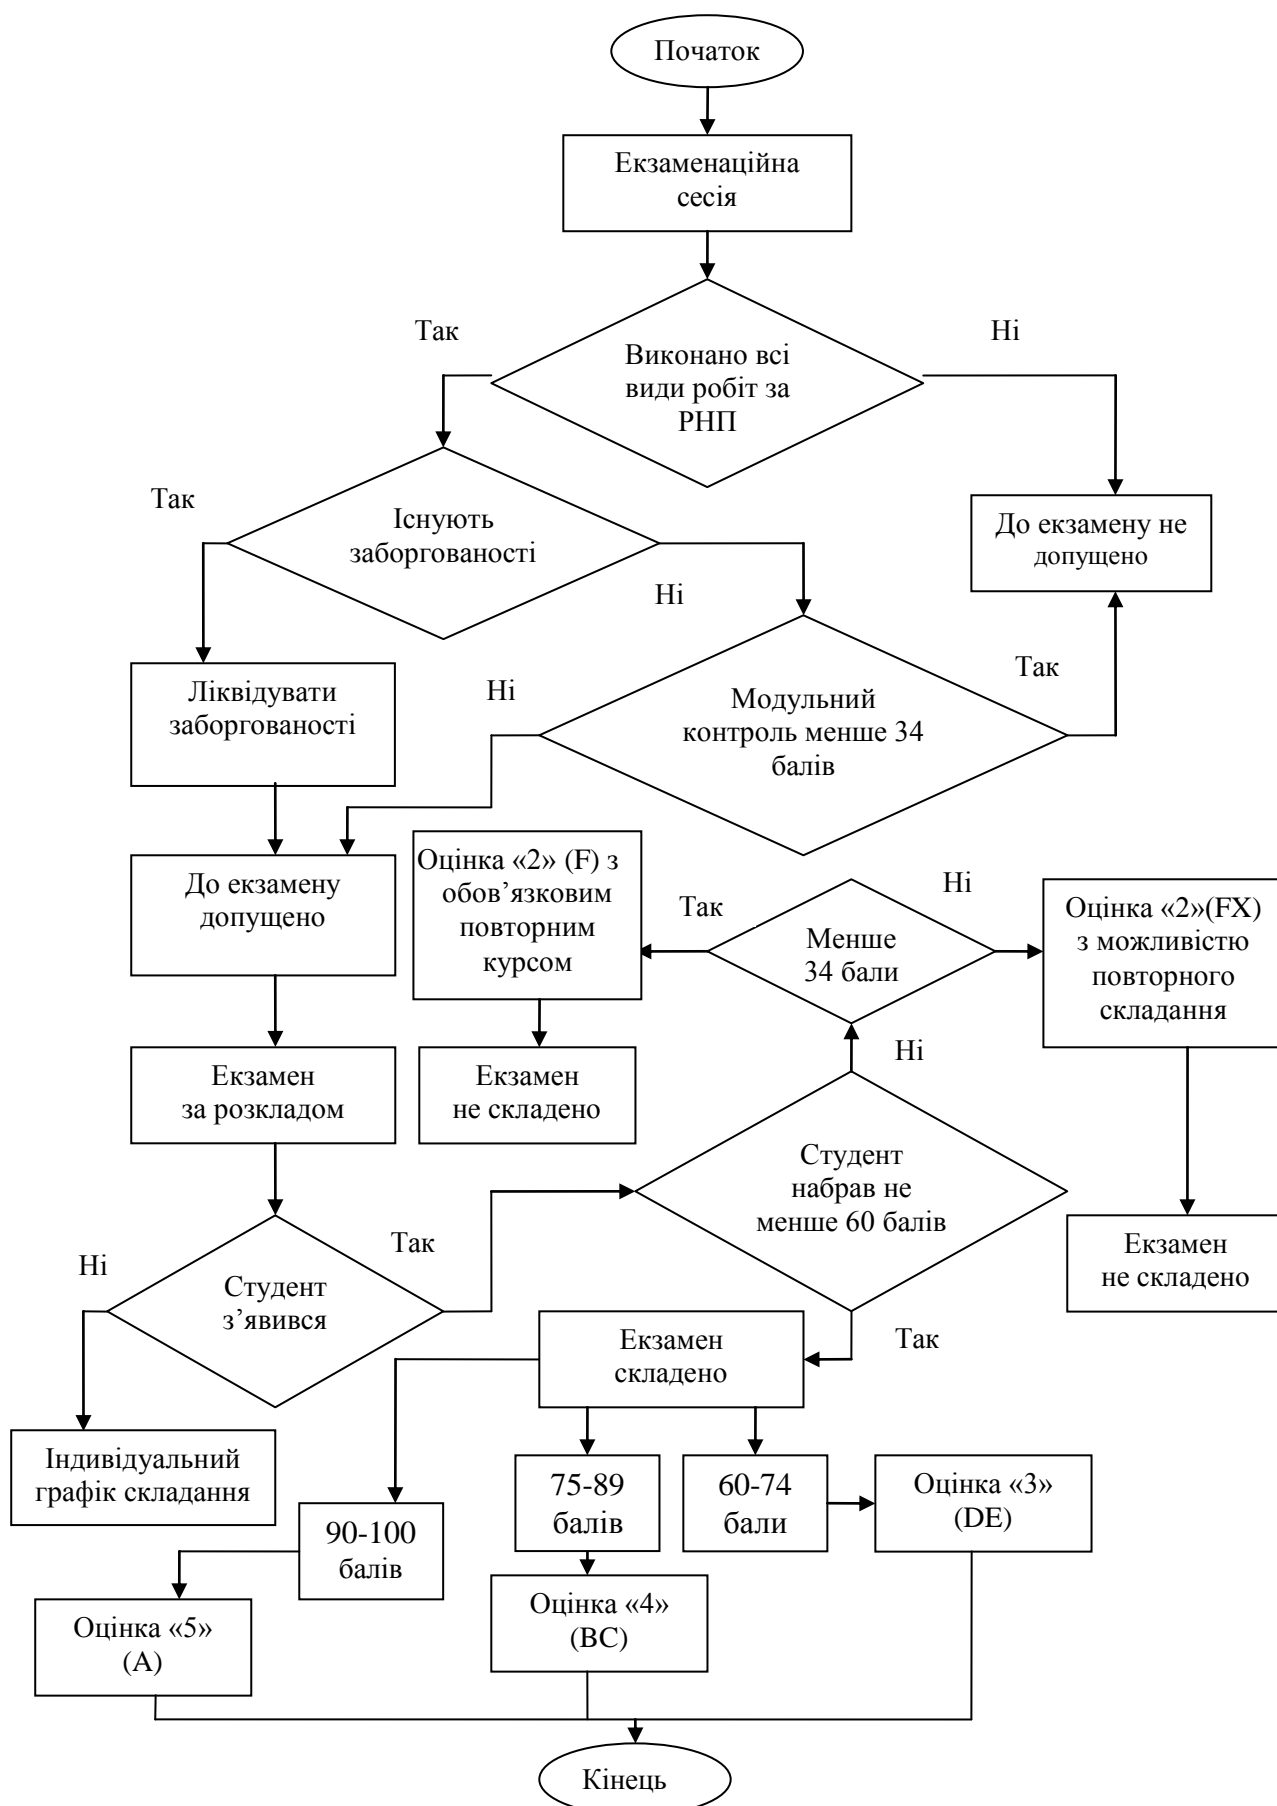 Початок
Екзаменаційна
сесія
Так
Ні
Виконано всі
види робіт за
РНП
Так
Існують
заборгованості
До екзамену не
допущено
Ні
Ліквідувати
заборгованості
Ні
Модульний
контроль менше 34
балів
Так
До екзамену
допущено
Оцінка «2» (F) з
обов’язковим
повторним
курсом
Так
Менше
34 бали
Ні
Оцінка «2»(FX)
з можливістю
повторного
складання
Екзамен
за розкладом
Екзамен
не складено
Ні
Студент
набрав не
менше 60 балів
Екзамен
не складено
Ні
Студент
з’явився
Так
Екзамен
складено
Так
Індивідуальний
графік складання
90-100
балів
75-89
балів
60-74
бали
Оцінка «3»
(DE)
Оцінка «5»
(A)
Оцінка «4»
(BC)
Кінець